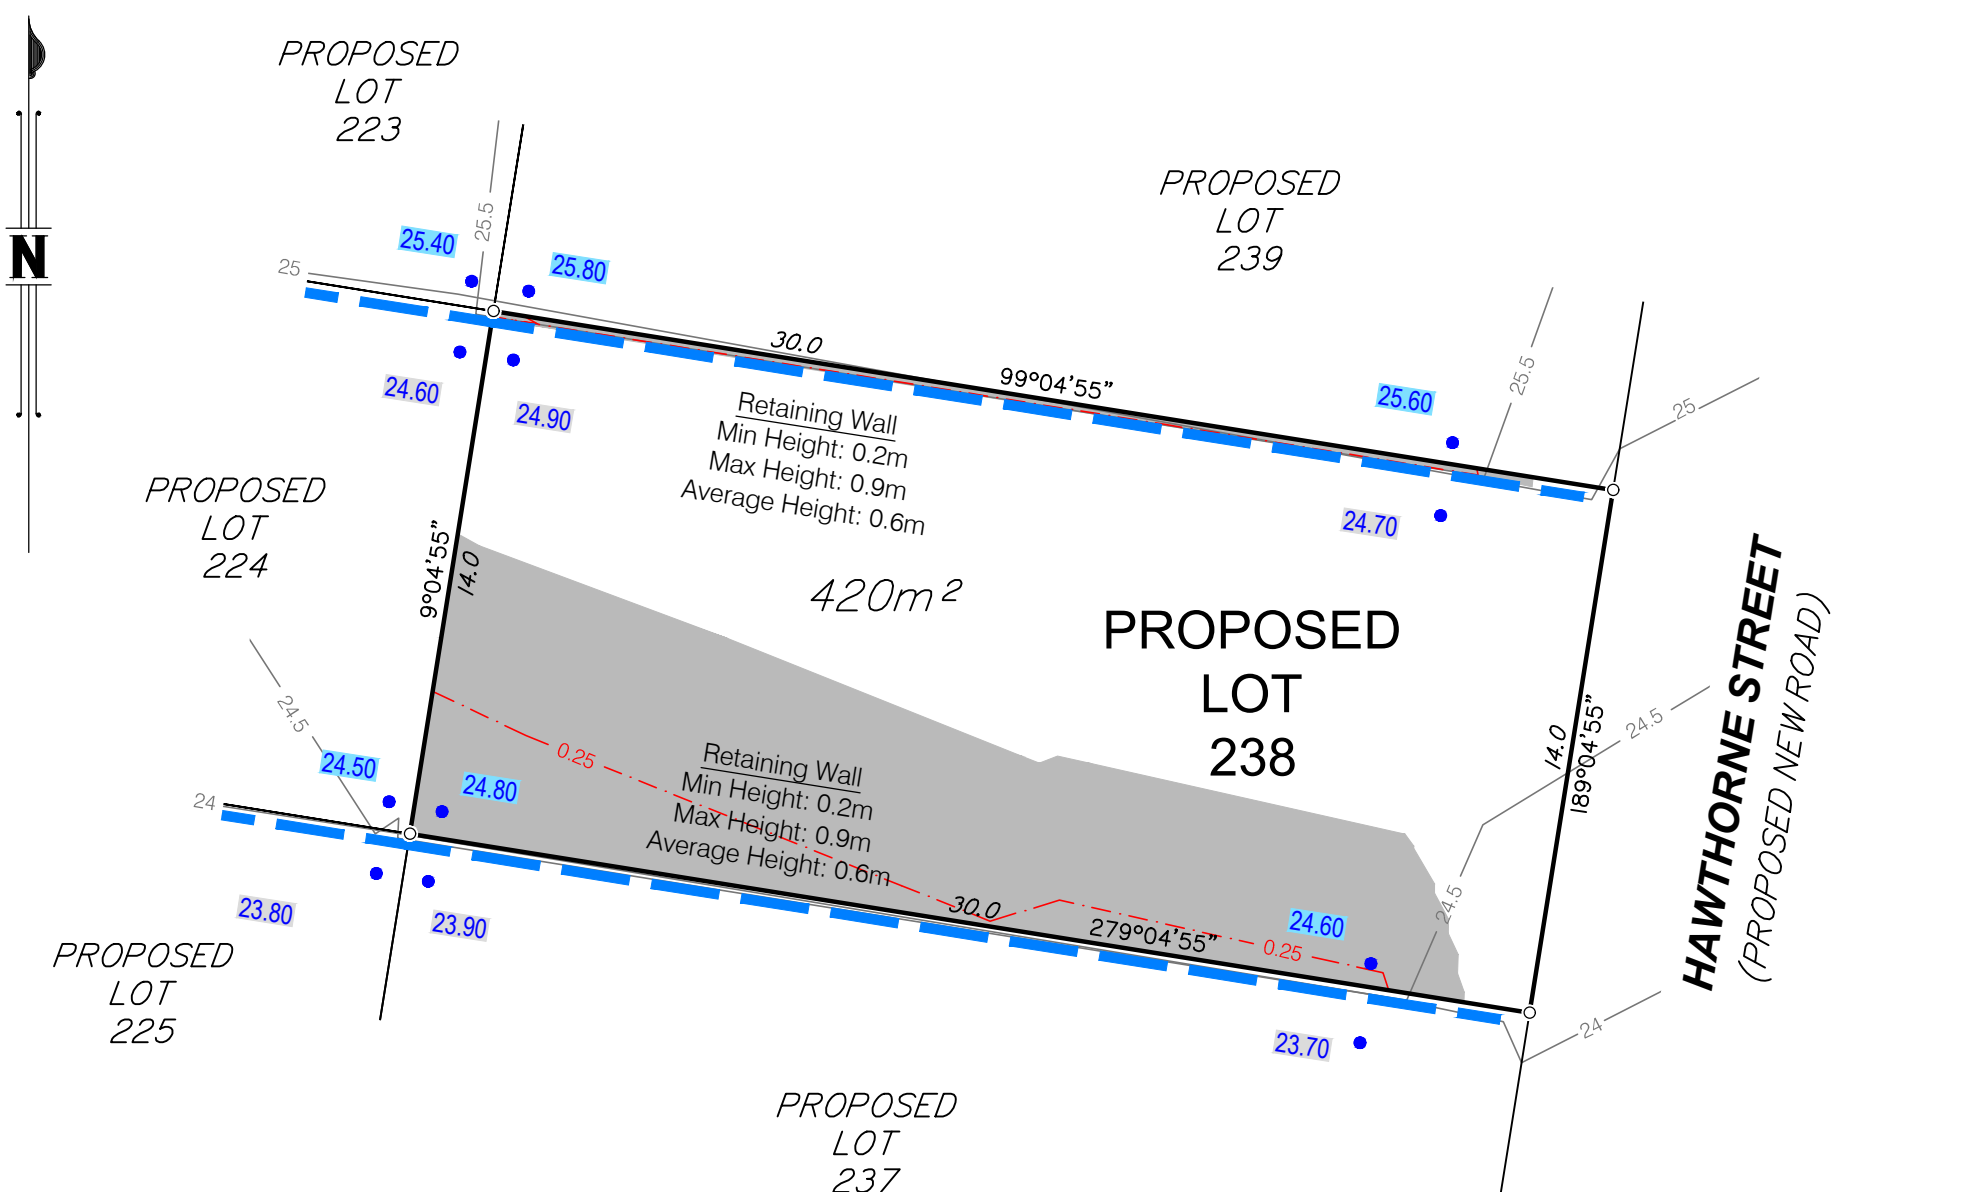 N
PROPOSED
LOT
223
PROPOSED
LOT
239
25.5
25.40
25.80
25
30.0
99°04'55"
25.60
25.5
25
24.60
24.90
Retaining Wall
Min Height: 0.2m
Max Height: 0.9m
Average Height: 0.6m
24.70
PROPOSED
LOT
224
9°04'55"
14.0
420m²
PROPOSED
LOT
238
HAWTHORNE STREET
(PROPOSED NEW ROAD)
14.0
189°04'55"
24.5
24.5
0.25
24.50
24.80
Retaining Wall
Min Height: 0.2m
Max Height: 0.9m
Average Height: 0.6m
24
23.80
23.90
30.0
279°04'55"
24.60
0.25
24.5
23.70
24
PROPOSED
LOT
225
PROPOSED
LOT
237